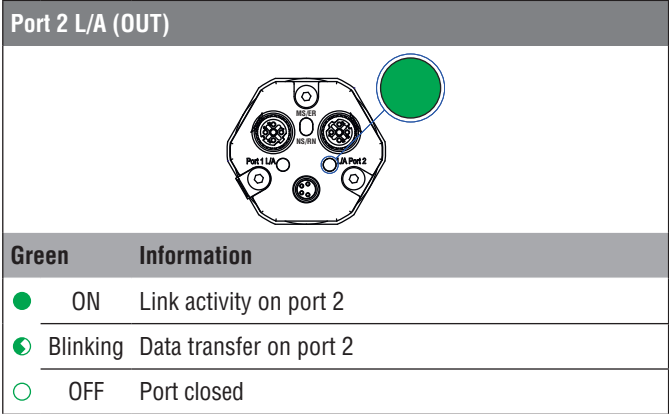 Port 2 L/A (OUT)
MS/ER
NS/RN
Port 1 L/A
L/A Port 2
Green Information
ON Link activity on port 2
Blinking Data transfer on port 2
OFF Port closed